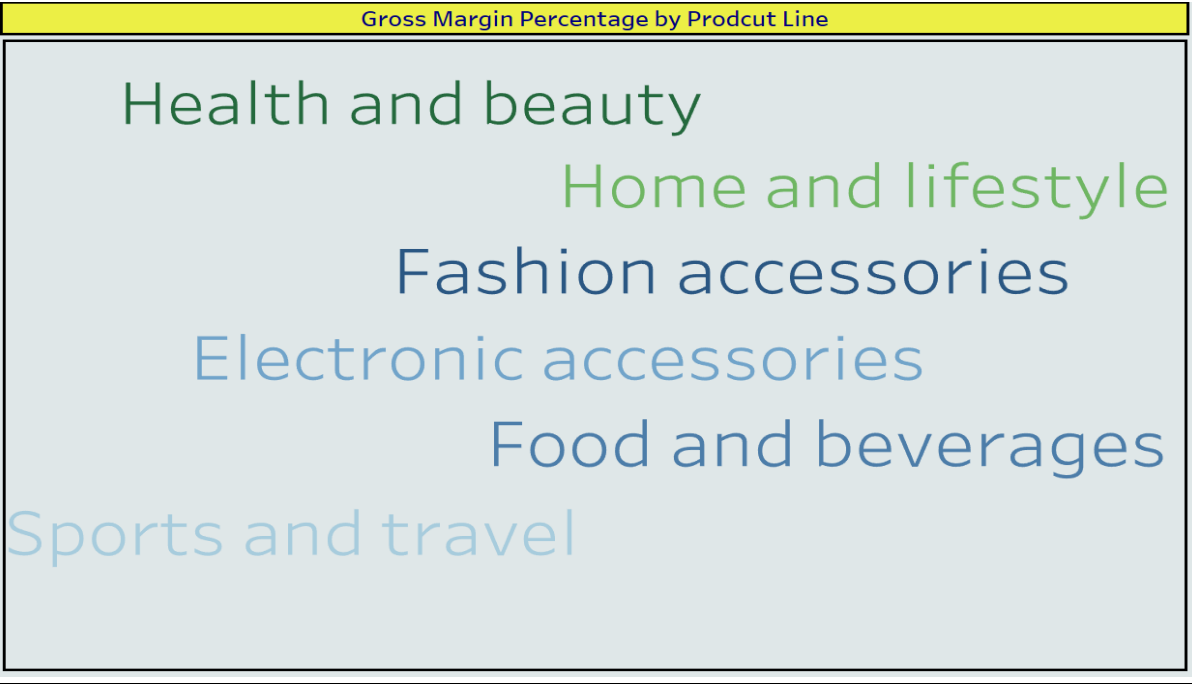 Gross Margin Percentage by Prodcut Line
Health and beauty
Home and lifestyle
Fashion accessories
Electronic accessories
Food and beverages
Sports and travel